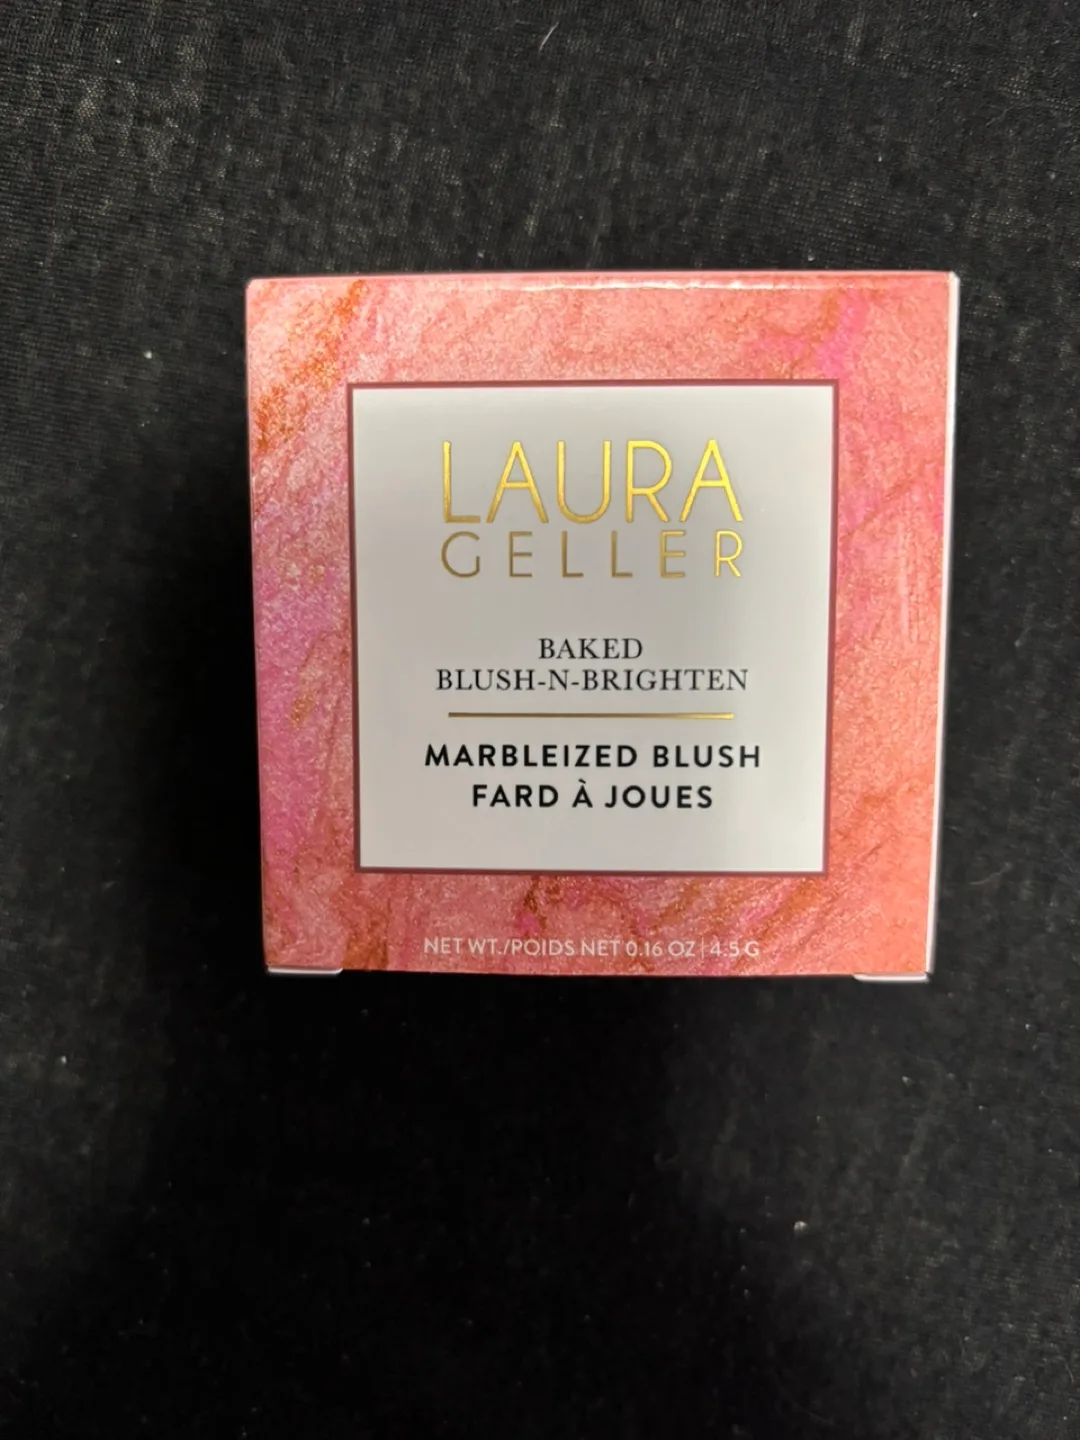 LAURA
GELLER
BAKED
BLUSH-N-BRIGHTEN
MARBLEIZED BLUSH
FARD À JOUES
NET WT./POIDS NET 0.16 OZ | 4.5 G